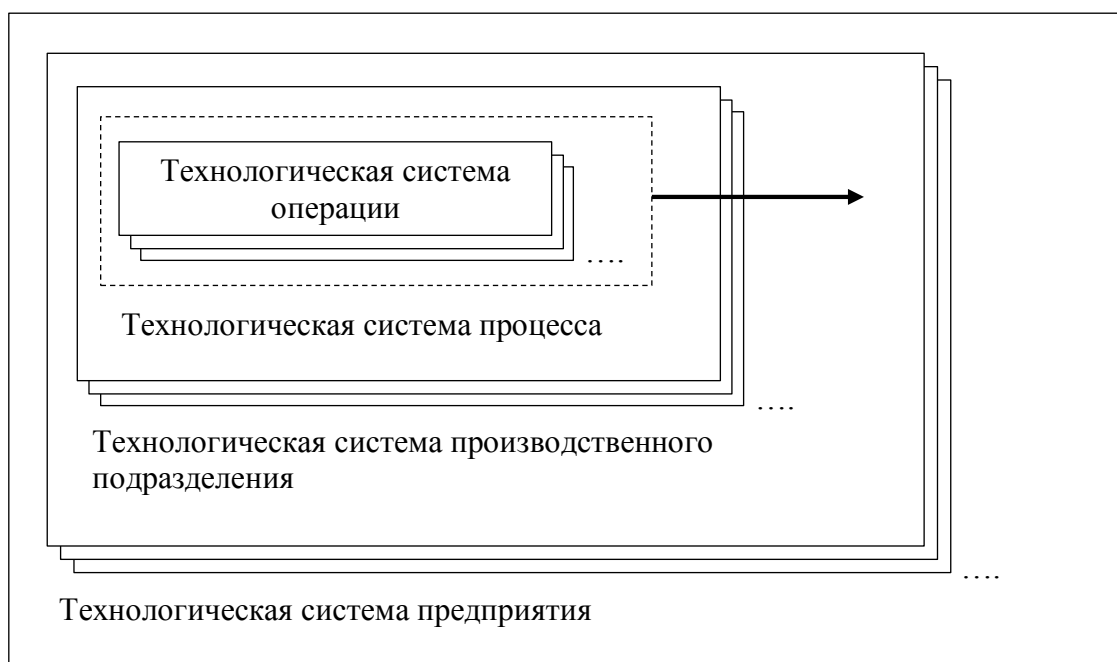 Технологическая система
операции
….
Технологическая система процесса
….
Технологическая система производственного
подразделения
….
Технологическая система предприятия